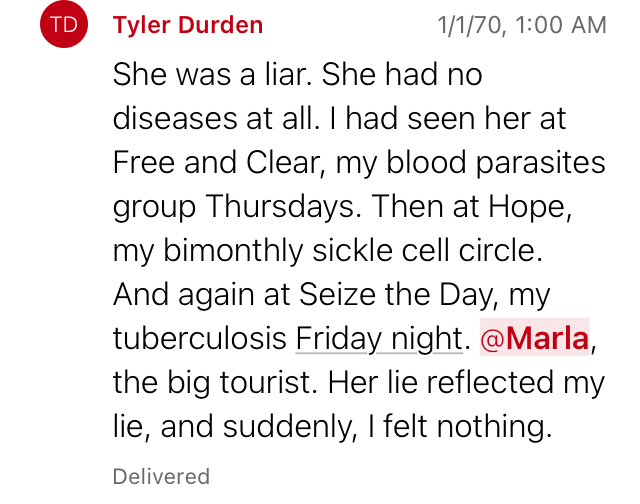 TD
Tyler Durden
1/1/70, 1:00 AM
She was a liar. She had no
diseases at all. I had seen her at
Free and Clear, my blood parasites
group Thursdays. Then at Hope,
my bimonthly sickle cell circle.
And again at Seize the Day, my
tuberculosis Friday night. @Marla,
the big tourist. Her lie reflected my
lie, and suddenly, I felt nothing.
Delivered